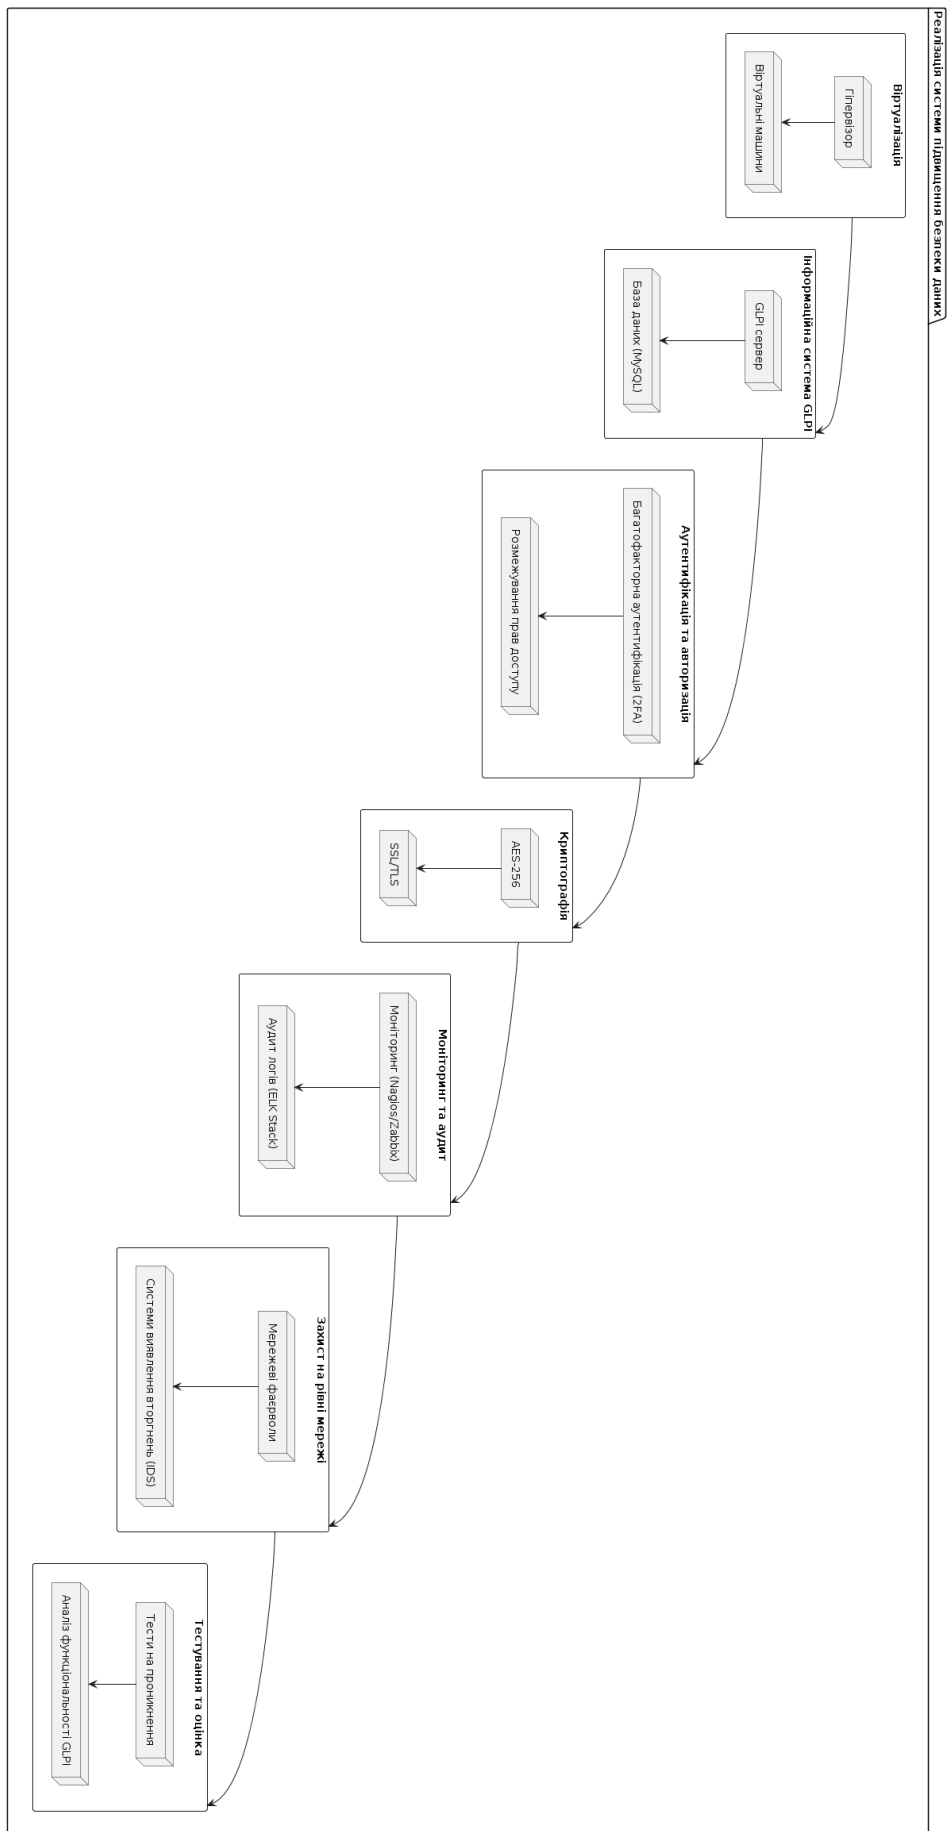 Реалізація системи підвищення безпеки даних
Віртуалізація
Гіпервізор
Віртуальні машини
Інформаційна система GLPI
GLPI сервер
База даних (MySQL)
Аутентифікація та авторизація
Багатофакторна аутентифікація (2FA)
Розмежування прав доступу
Криптографія
AES-256
SSL/TLS
Моніторинг та аудит
Моніторинг (Nagios/Zabbix)
Аудит логів (ELK Stack)
Захист на рівні мережі
Мережеві фаєрволи
Системи виявлення вторгнень (IDS)
Тестування та оцінка
Тести на проникнення
Аналіз функціональності GLPI